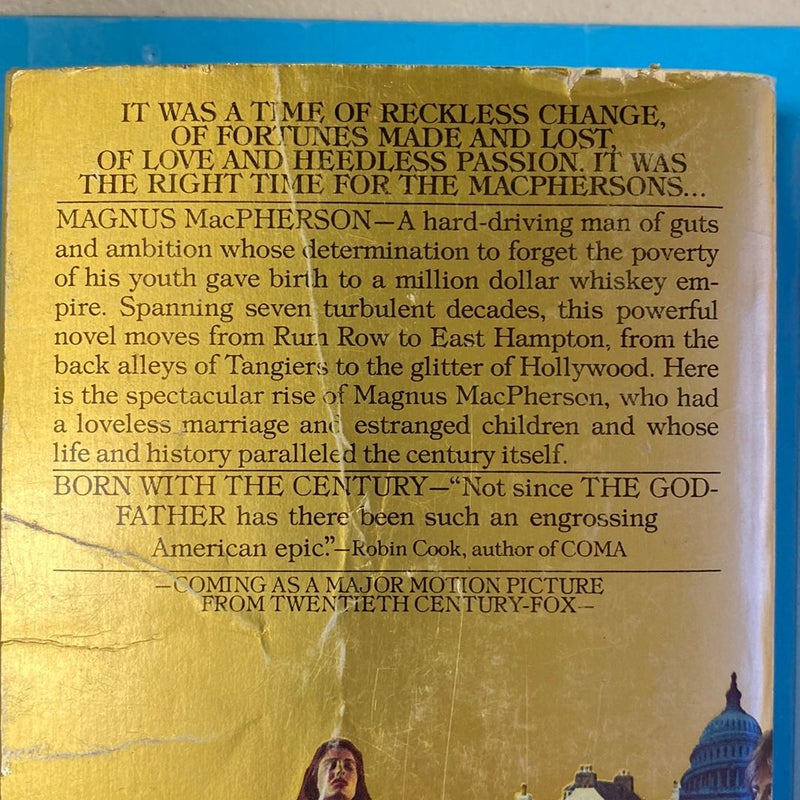 IT WAS A TIME OF RECKLESS CHANGE,
OF FORTUNES MADE AND LOST,
OF LOVE AND HEEDLESS PASSION. IT WAS
THE RIGHT TIME FOR THE MACPHERSONS...
MAGNUS MacPHERSON—A hard-driving man of guts
and ambition whose determination to forget the poverty
of his youth gave birth to a million dollar whiskey em-
pire. Spanning seven turbulent decades, this powerful
novel moves from Rum Row to East Hampton, from the
back alleys of Tangiers to the glitter of Hollywood. Here
is the spectacular rise of Magnus MacPherson, who had
a loveless marriage and estranged children and whose
life and history paralleled the century itself.
BORN WITH THE CENTURY—“Not since THE GOD-
FATHER has there been such an engrossing
American epic.”—Robin Cook, author of COMA
—COMING AS A MAJOR MOTION PICTURE
FROM TWENTIETH CENTURY-FOX—